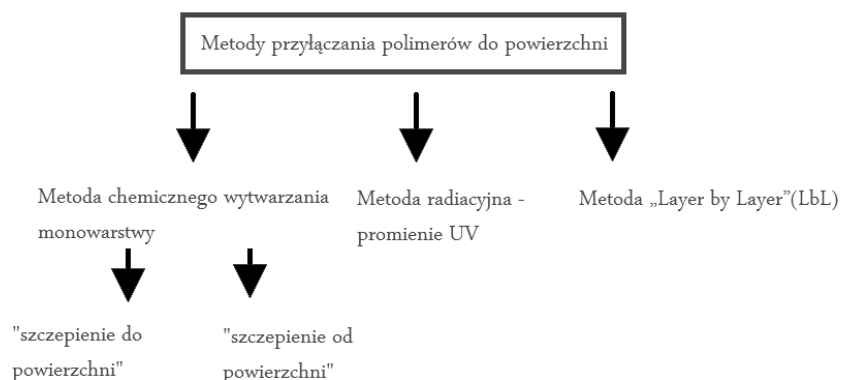 Metody przyłączania polimerów do powierzchni
Metoda chemicznego wytwarzania
monowarstwy
Metoda radiacyjna -
promienie UV
Metoda „Layer by Layer”(LbL)
"szczepienie do
powierzchni"
"szczepienie od
powierzchni"